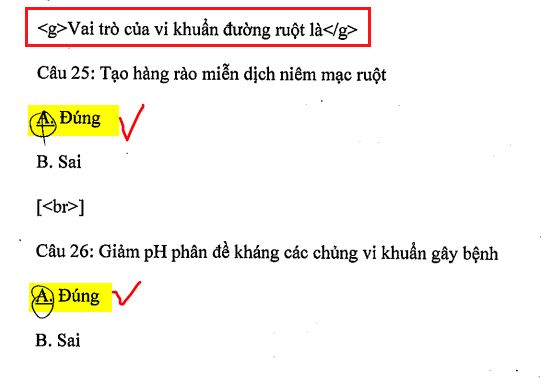 <g>Vai trò của vi khuẩn đường ruột là</g>
Câu 25: Tạo hàng rào miễn dịch niêm mạc ruột
A. Đúng
B. Sai
[<br>]
Câu 26: Giảm pH phân đề kháng các chủng vi khuẩn gây bệnh
A. Đúng
B. Sai